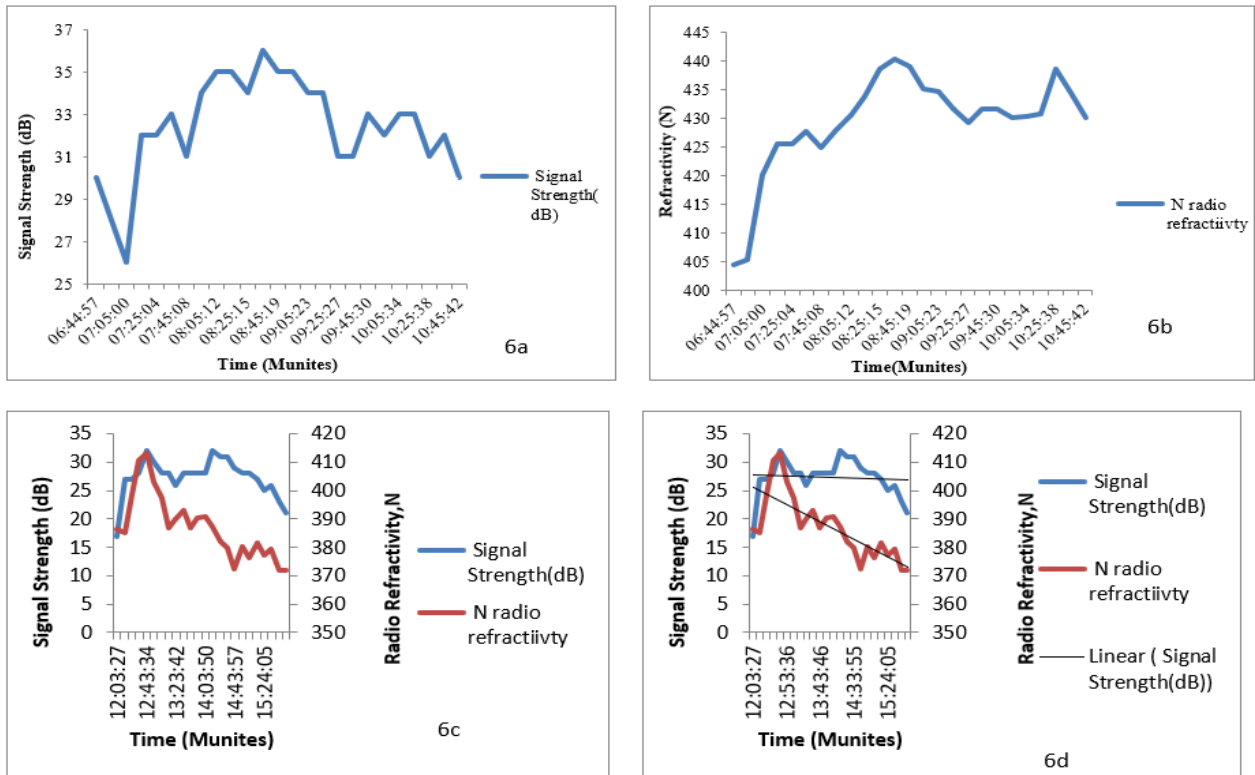 37
35
33
31
29
27
25
Signal Strength (dB)
06:44:57
07:05:00
07:25:04
07:45:08
08:05:12
08:25:15
08:45:19
09:05:23
09:25:27
09:45:30
10:05:34
10:25:38
10:45:42
Time (Munites)
Signal
Strength(
dB)
6a
445
440
435
430
425
420
415
410
405
400
Refractivity (N)
06:44:57
07:05:00
07:25:04
07:45:08
08:05:12
08:25:15
08:45:19
09:05:23
09:25:27
09:45:30
10:05:34
10:25:38
10:45:42
Time(Munites)
N radio
refractiivty
6b
35
30
25
20
15
10
5
0
Signal Strength (dB)
420
410
400
390
380
370
360
350
Radio Refractivity,N
12:03:27
12:43:34
13:23:42
14:03:50
14:43:57
15:24:05
Time (Munites)
Signal
Strength(dB)
N radio
refractiivty
6c
35
30
25
20
15
10
5
0
Signal Strength (dB)
420
410
400
390
380
370
360
350
Radio Refractivity,N
12:03:27
12:53:36
13:43:46
14:33:55
15:24:05
Time (Munites)
Signal
Strength(dB)
N radio
refractiivty
Linear ( Signal
Strength(dB))
6d